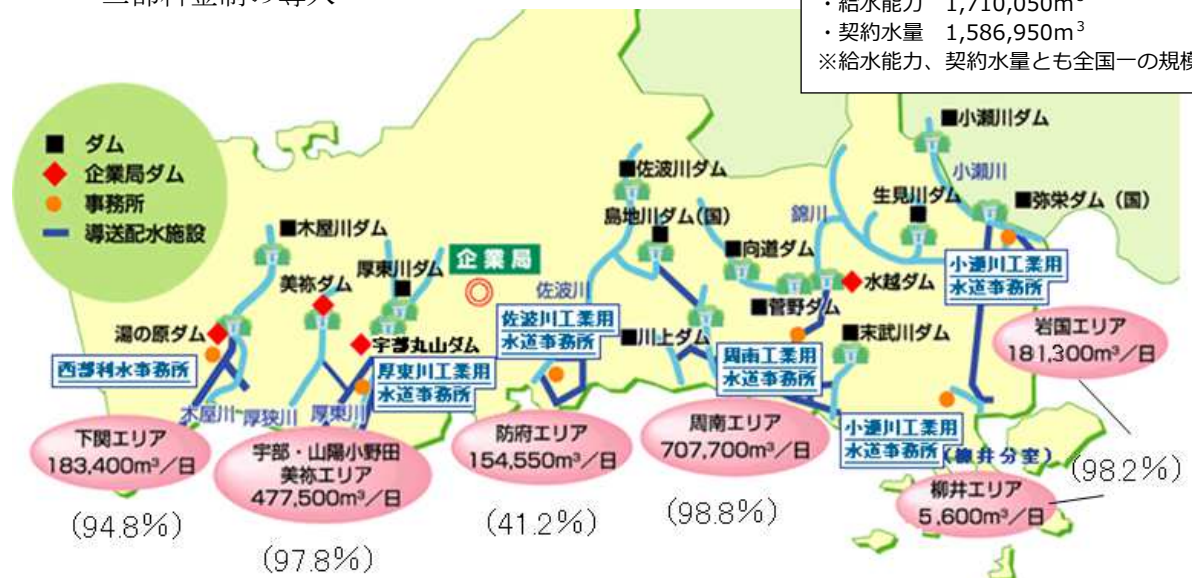 ・給水能力 1,710,050m³
・契約水量 1,586,950m³
※給水能力、契約水量とも全国一の規模
■ダム
◆企業局ダム
●事務所
導送配水施設
■小瀬川ダム
小瀬川
■佐波川ダム
生見川ダム
■弥栄ダム(国)
島地川ダム(国)
錦川
■木屋川ダム
■向道ダム
厚東川ダム
企業局
小瀬川工業用
水道事務所
美祢ダム
◆水越ダム
佐波川
■菅野ダム
佐波川工業用
水道事務所
岩国エリア
181,300m³/日
湯の原ダム◆
◆宇部丸山ダム
■川上ダム
■末武川ダム
周南工業用
水道事務所
西部利水事務所
厚東川工業用
水道事務所
木屋川
厚狭川
厚東川
下関エリア
183,400m³/日
宇部・山陽小野田
美祢エリア
477,500m³/日
防府エリア
154,550m³/日
周南エリア
707,700m³/日
小瀬川工業用
水道事務所
(柳井分室)
(98.2%)
柳井エリア
5,600m³/日
(94.8%)
(97.8%)
(41.2%)
(98.8%)